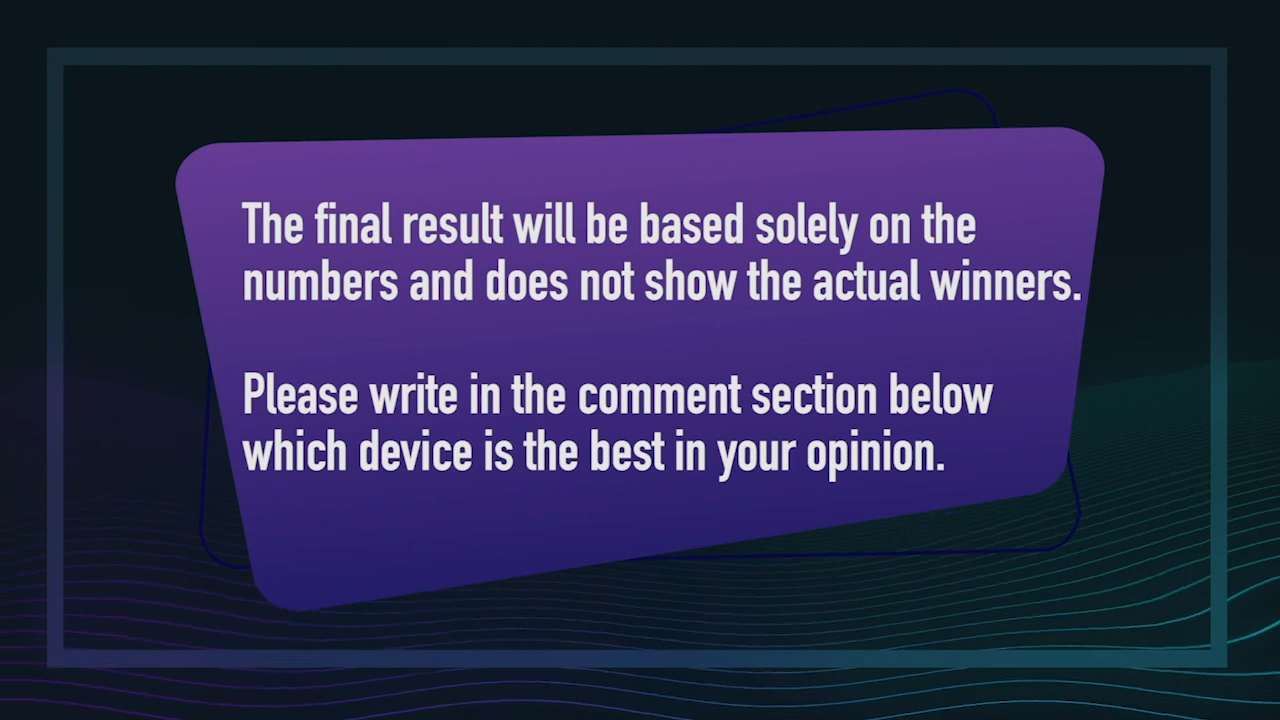 The final result will be based solely on the
numbers and does not show the actual winners.
Please write in the comment section below
which device is the best in your opinion.